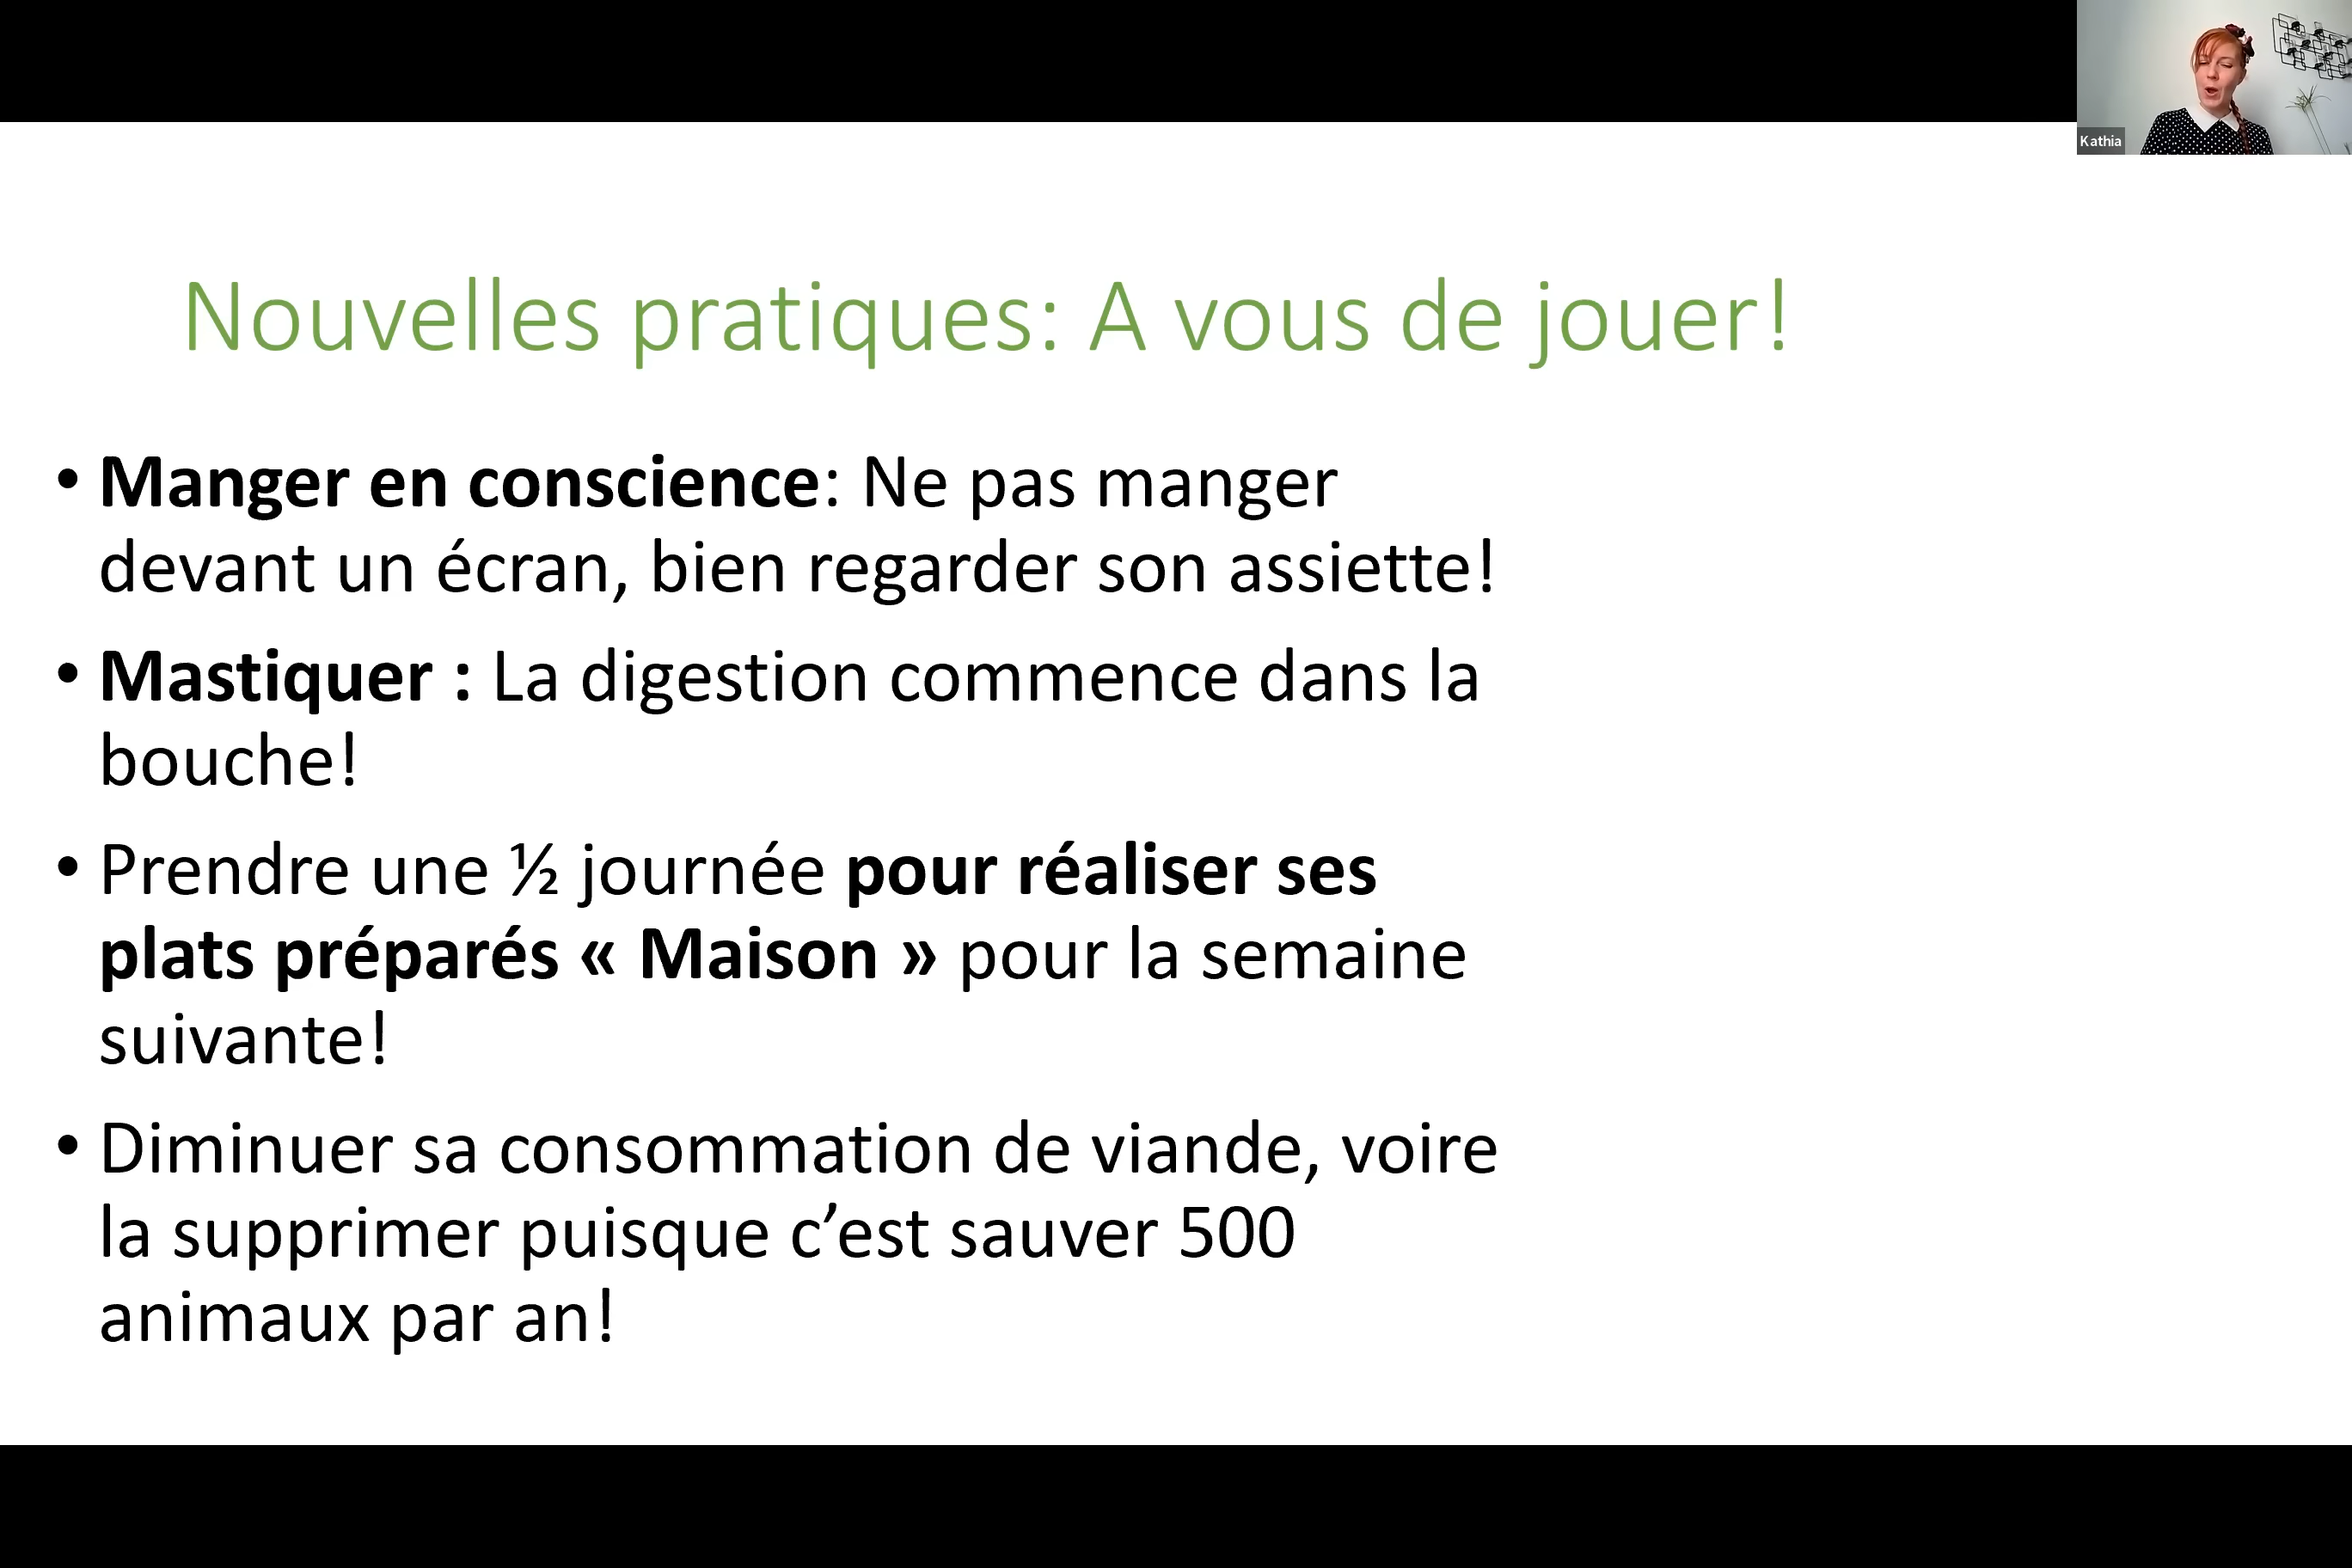 Kathia
Nouvelles pratiques: A vous de jouer!
• Manger en conscience: Ne pas manger
devant un écran, bien regarder son assiette!
• Mastiquer : La digestion commence dans la
bouche!
• Prendre une ½ journée pour réaliser ses
plats préparés « Maison » pour la semaine
suivante!
• Diminuer sa consommation de viande, voire
la supprimer puisque c’est sauver 500
animaux par an!